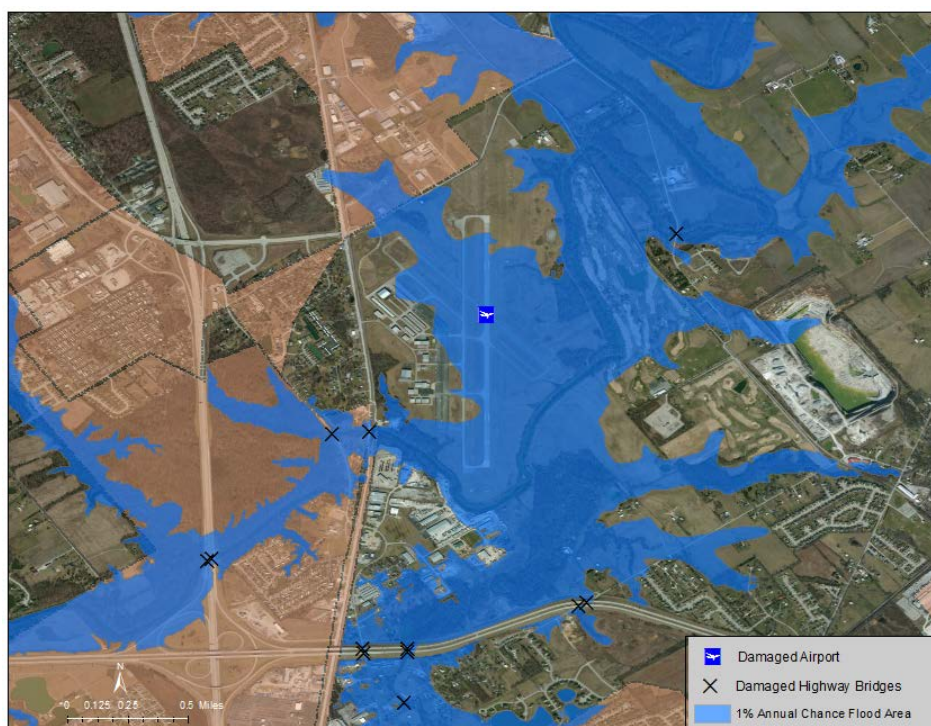 Damaged Airport
Damaged Highway Bridges
1% Annual Chance Flood Area
N
0 0.125 0.25 0.5 Miles